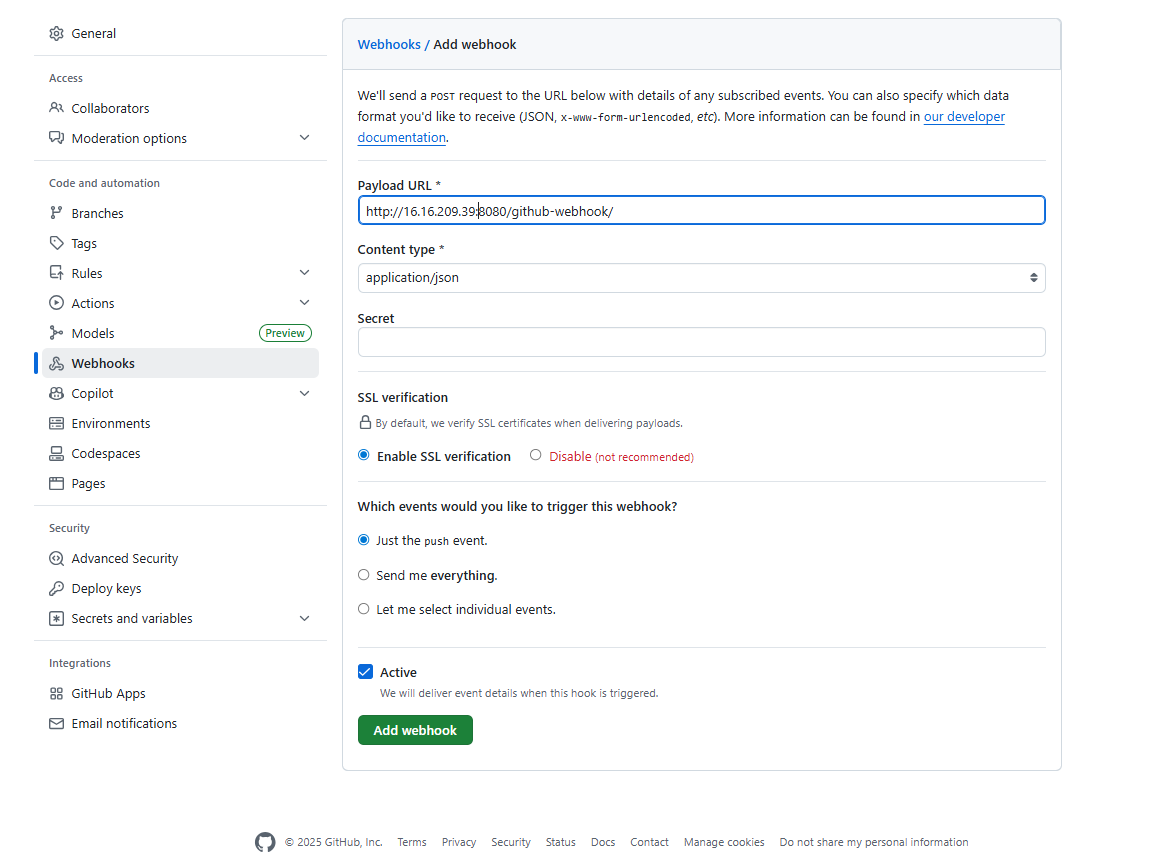 General
Access
Collaborators
Moderation options
Code and automation
Branches
Tags
Rules
Actions
Models Preview
Webhooks
Copilot
Environments
Codespaces
Pages
Security
Advanced Security
Deploy keys
Secrets and variables
Integrations
GitHub Apps
Email notifications
Webhooks / Add webhook
We'll send a POST request to the URL below with details of any subscribed events. You can also specify which data
format you'd like to receive (JSON, x-www-form-urlencoded, etc). More information can be found in our developer
documentation.
Payload URL *
http://16.16.209.39:8080/github-webhook/
Content type *
application/json
Secret
SSL verification
By default, we verify SSL certificates when delivering payloads.
Enable SSL verification Disable (not recommended)
Which events would you like to trigger this webhook?
Just the push event.
Send me everything.
Let me select individual events.
Active
We will deliver event details when this hook is triggered.
Add webhook
© 2025 GitHub, Inc. Terms Privacy Security Status Docs Contact Manage cookies Do not share my personal information